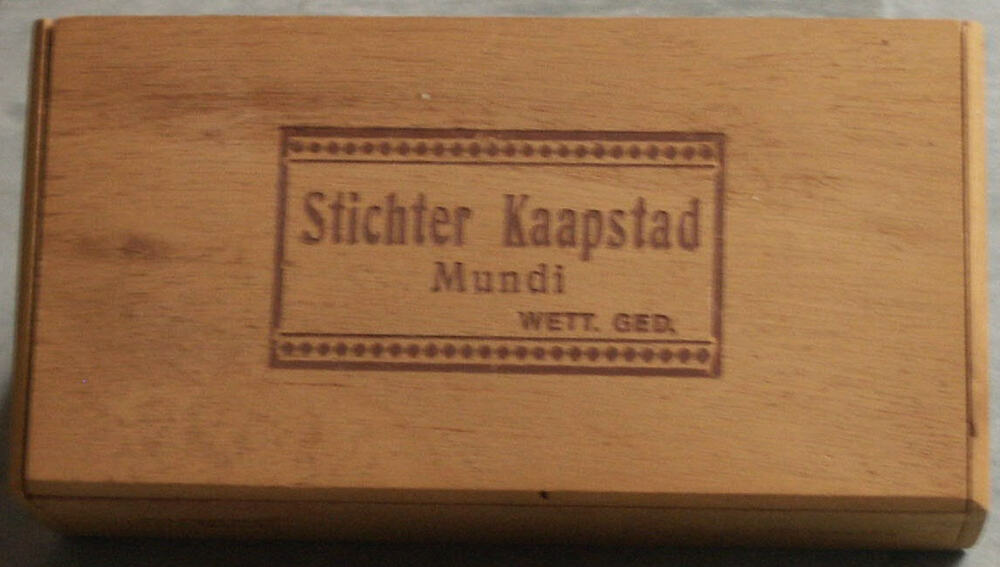 Stichter Kaapstad
Mundi
WETT. GED.